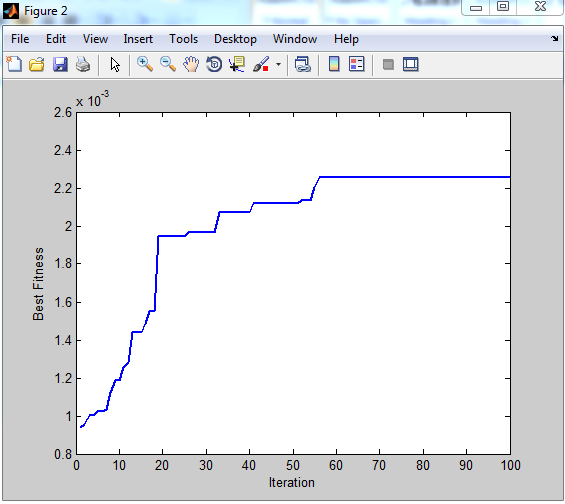 Figure 2
File Edit View Insert Tools Desktop Window Help
x 10-3
2.6
2.4
2.2
2
1.8
1.6
1.4
1.2
1
0.8
Best Fitness
0 10 20 30 40 50 60 70 80 90 100
Iteration